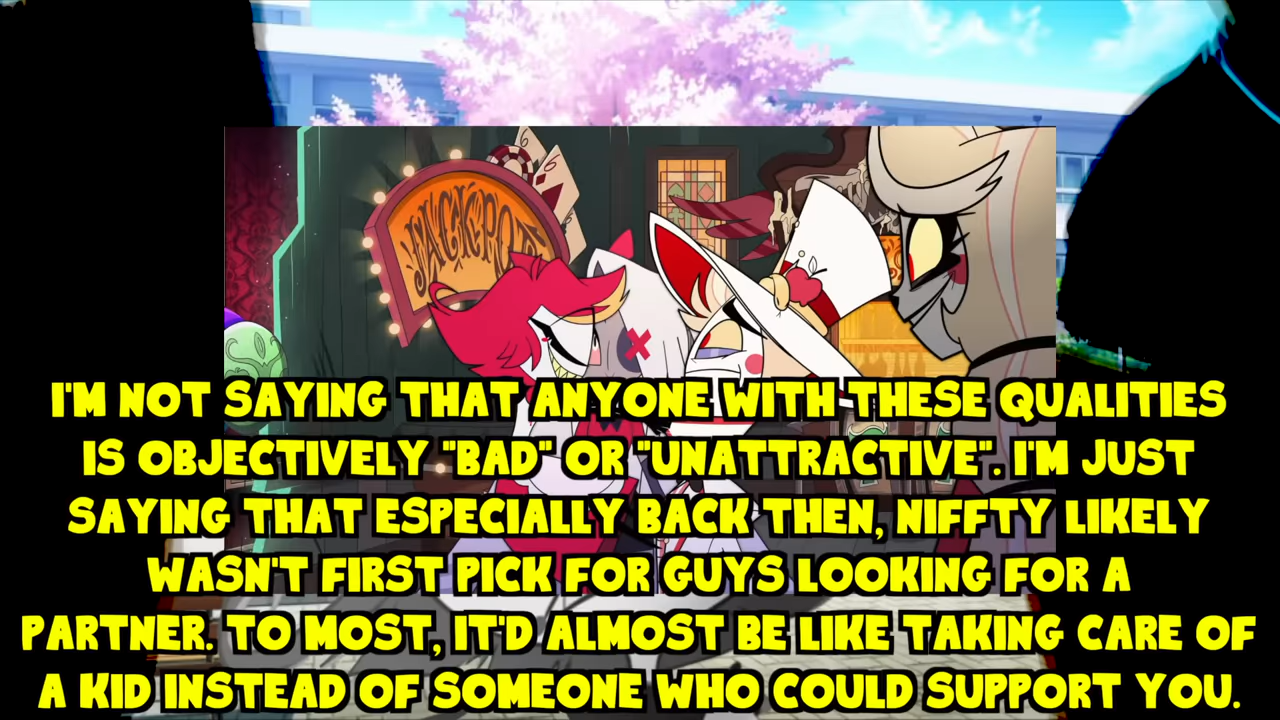 JACKPOT
6
I'M NOT SAYING THAT ANYONE WITH THESE QUALITIES
IS OBJECTIVELY "BAD" OR "UNATTRACTIVE". I'M JUST
SAYING THAT ESPECIALLY BACK THEN, NIFFTY LIKELY
WASN'T FIRST PICK FOR GUYS LOOKING FOR A
PARTNER. TO MOST, IT'D ALMOST BE LIKE TAKING CARE OF
A KID INSTEAD OF SOMEONE WHO COULD SUPPORT YOU.